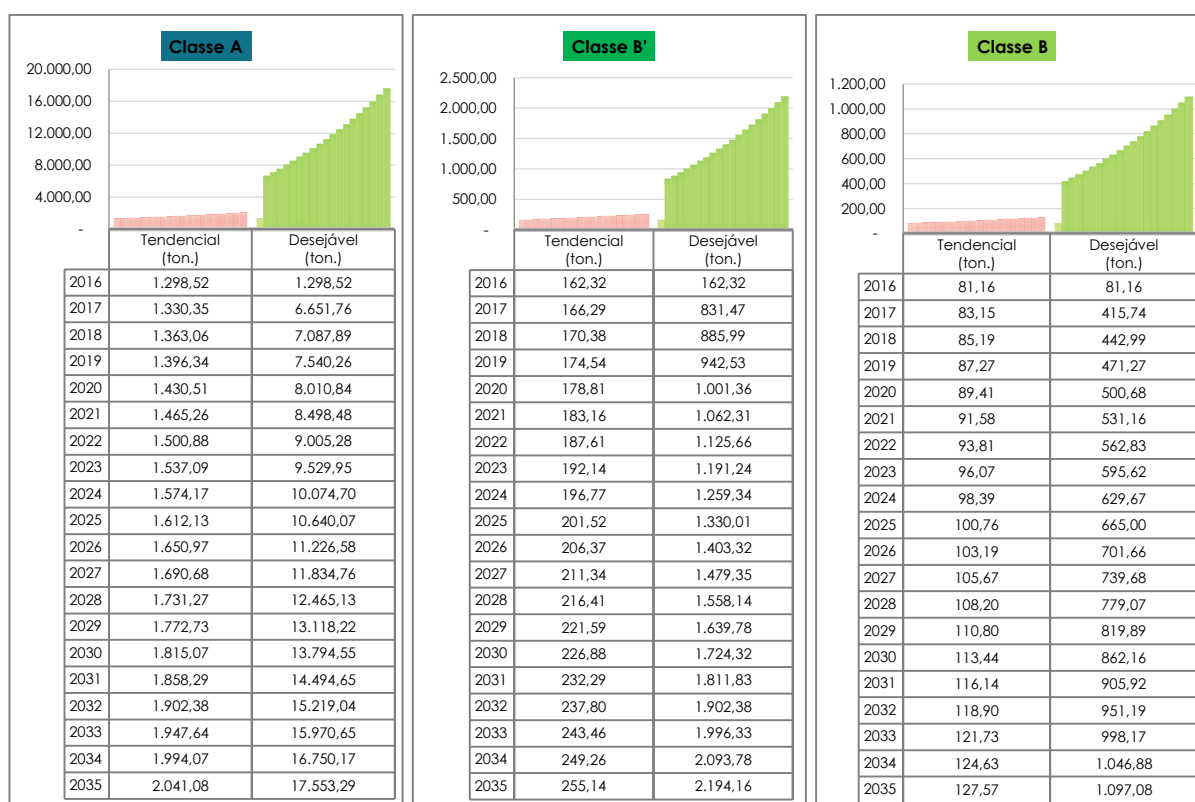 Classe A
20.000,00
16.000,00
12.000,00
8.000,00
4.000,00
-
Tendencial (ton.) Desejável (ton.)
2016 1.298,52 1.298,52
2017 1.330,35 6.651,76
2018 1.363,06 7.087,89
2019 1.396,34 7.540,26
2020 1.430,51 8.010,84
2021 1.465,26 8.498,48
2022 1.500,88 9.005,28
2023 1.537,09 9.529,95
2024 1.574,17 10.074,70
2025 1.612,13 10.640,07
2026 1.650,97 11.226,58
2027 1.690,68 11.834,76
2028 1.731,27 12.465,13
2029 1.772,73 13.118,22
2030 1.815,07 13.794,55
2031 1.858,29 14.494,65
2032 1.902,38 15.219,04
2033 1.947,64 15.970,65
2034 1.994,07 16.750,17
2035 2.041,08 17.553,29
Classe B'
2.500,00
2.000,00
1.500,00
1.000,00
500,00
-
Tendencial (ton.) Desejável (ton.)
2016 162,32 162,32
2017 166,29 831,47
2018 170,38 885,99
2019 174,54 942,53
2020 178,81 1.001,36
2021 183,16 1.062,31
2022 187,61 1.125,66
2023 192,14 1.191,24
2024 196,77 1.259,34
2025 201,52 1.330,01
2026 206,37 1.403,32
2027 211,34 1.479,35
2028 216,41 1.558,14
2029 221,59 1.639,78
2030 226,88 1.724,32
2031 232,29 1.811,83
2032 237,80 1.902,38
2033 243,46 1.996,33
2034 249,26 2.093,78
2035 255,14 2.194,16
Classe B
1.200,00
1.000,00
800,00
600,00
400,00
200,00
-
Tendencial (ton.) Desejável (ton.)
2016 81,16 81,16
2017 83,15 415,74
2018 85,19 442,99
2019 87,27 471,27
2020 89,41 500,68
2021 91,58 531,16
2022 93,81 562,83
2023 96,07 595,62
2024 98,39 629,67
2025 100,76 665,00
2026 103,19 701,66
2027 105,67 739,68
2028 108,20 779,07
2029 110,80 819,89
2030 113,44 862,16
2031 116,14 905,92
2032 118,90 951,19
2033 121,73 998,17
2034 124,63 1.046,88
2035 127,57 1.097,08